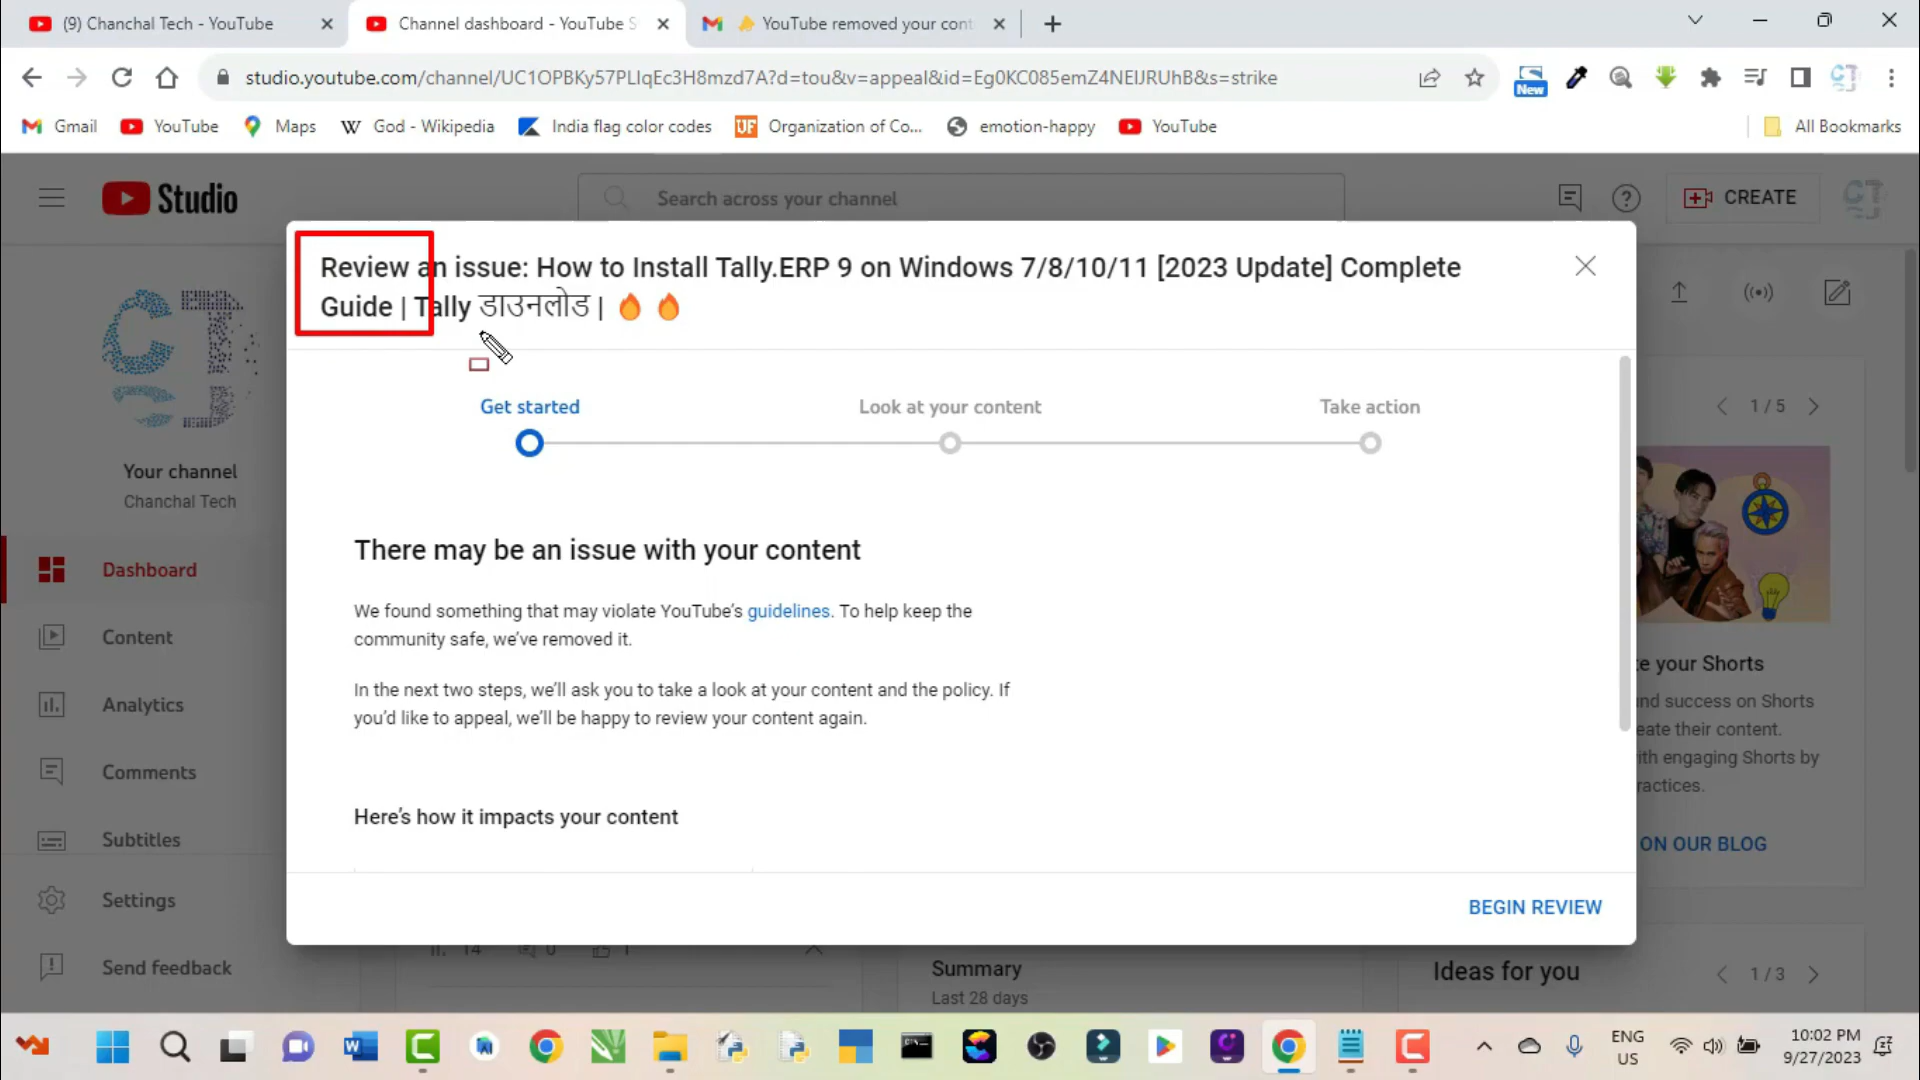 (9) Chanchal Tech - YouTube
Channel dashboard - YouTube S
YouTube removed your cont
studio.youtube.com/channel/UC1OPBKy57PLIqEc3H8mzd7A?d=tou&v=appeal&id=Eg0KC085emZ4NElJRUhB&s=strike
New
Gmail
YouTube
Maps
W God - Wikipedia
India flag color codes
UF Organization of Co...
emotion-happy
YouTube
All Bookmarks
Studio
Search across your channel
CREATE
Review an issue: How to Install Tally.ERP 9 on Windows 7/8/10/11 [2023 Update] Complete
Guide | Tally डाउनलोड | 🔥 🔥
Get started
Look at your content
Take action
1 / 5
CT
Your channel
Chanchal Tech
There may be an issue with your content
We found something that may violate YouTube's guidelines. To help keep the
community safe, we've removed it.
In the next two steps, we'll ask you to take a look at your content and the policy. If
you'd like to appeal, we'll be happy to review your content again.
Here's how it impacts your content
BEGIN REVIEW
Dashboard
Content
Analytics
Comments
Subtitles
Settings
Send feedback
e your Shorts
nd success on Shorts
eate their content.
ith engaging Shorts by
ractices.
ON OUR BLOG
14
0
1
Summary
Last 28 days
Ideas for you
1 / 3
ENG
US
10:02 PM
9/27/2023